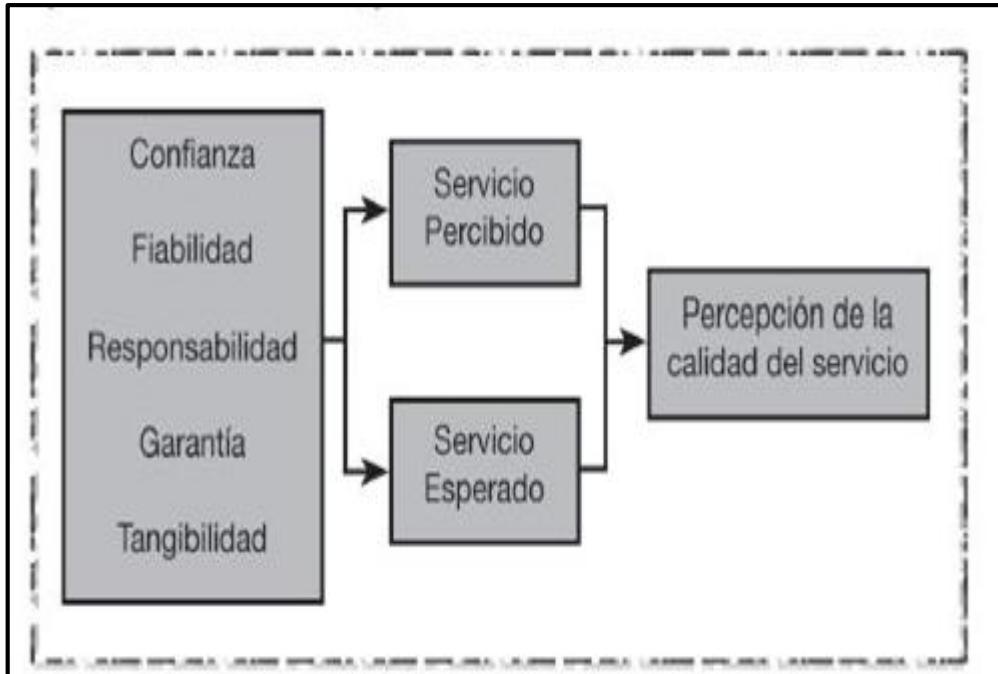 Confianza
Fiabilidad
Responsabilidad
Garantía
Tangibilidad
Servicio
Percibido
Servicio
Esperado
Percepción de la
calidad del servicio